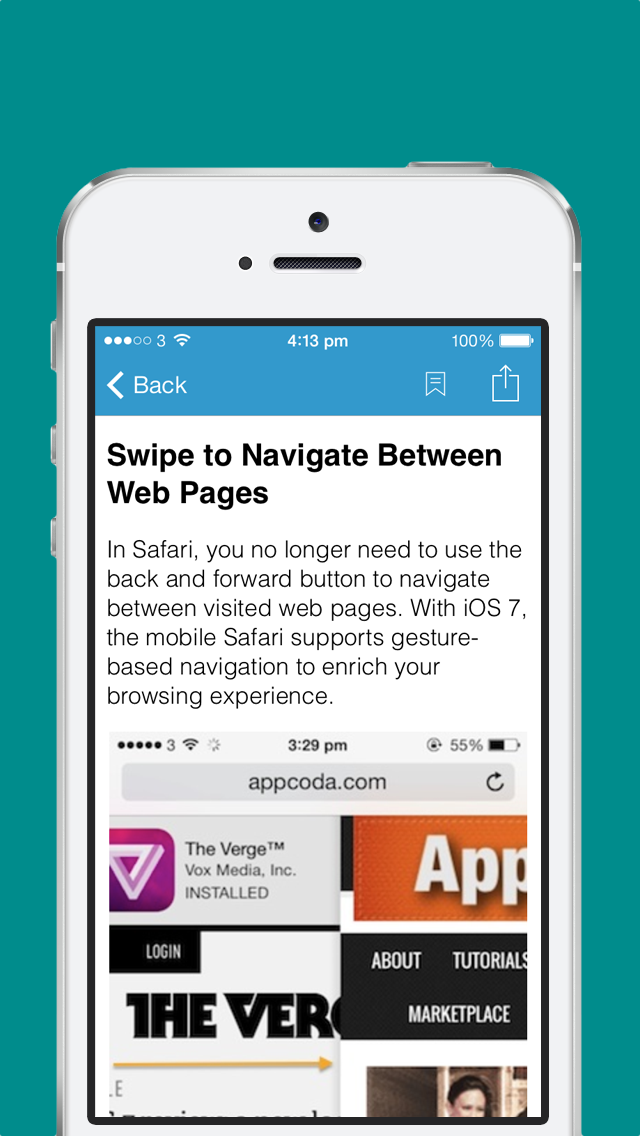 3 4:13 pm 100%
Back
Swipe to Navigate Between
Web Pages
In Safari, you no longer need to use the
back and forward button to navigate
between visited web pages. With iOS 7,
the mobile Safari supports gesture-
based navigation to enrich your
browsing experience.
3 3:29 pm 55%
appcoda.com
The Verge™
Vox Media, Inc.
INSTALLED
App
LOGIN
ABOUT TUTORIALS
MARKETPLACE
THE VERG
LE